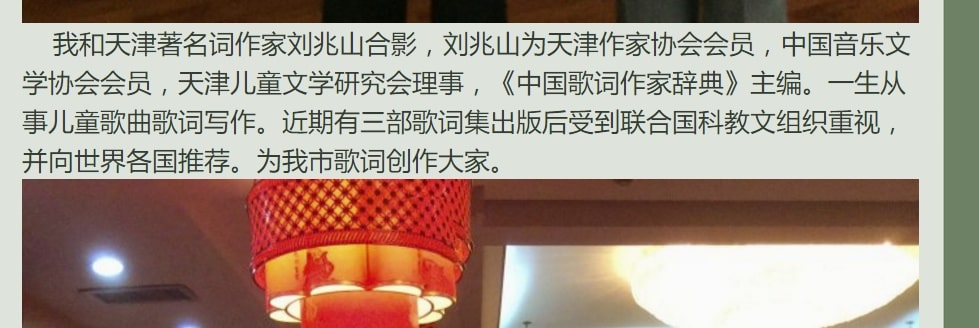 我和天津著名词作家刘兆山合影，刘兆山为天津作家协会会员，中国音乐文
学协会会员，天津儿童文学研究会理事，《中国歌词作家辞典》主编。一生从
事儿童歌曲歌词写作。近期有三部歌词集出版后受到联合国科教文组织重视，
并向世界各国推荐。为我市歌词创作大家。